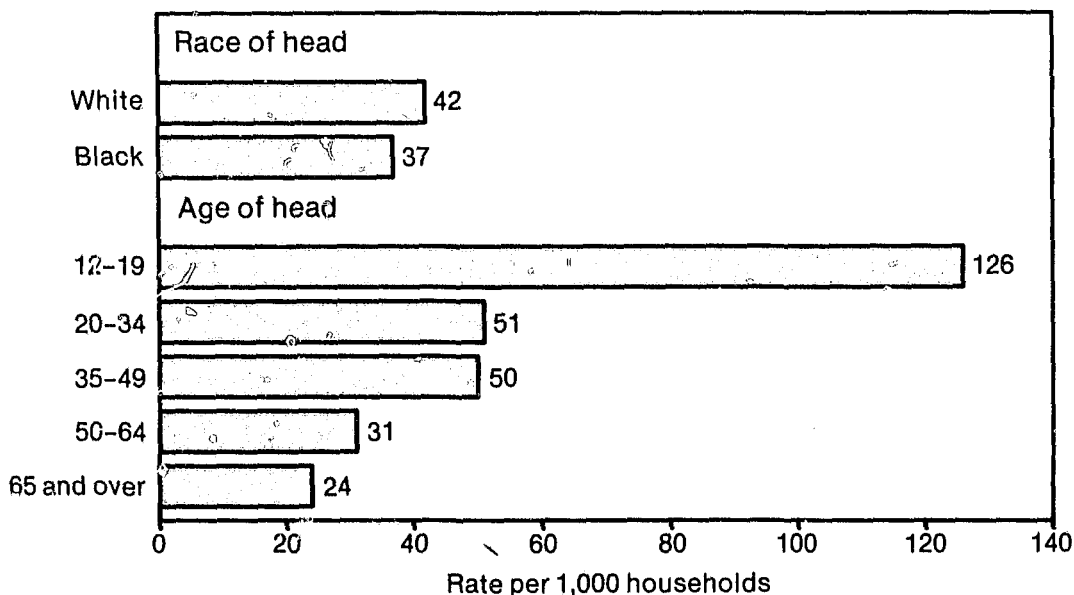 Race of head
White 42
Black 37
Age of head
12-19 126
20-34 51
35-49 50
50-64 31
65 and over 24
0 20 40 60 80 100 120 140
Rate per 1,000 households